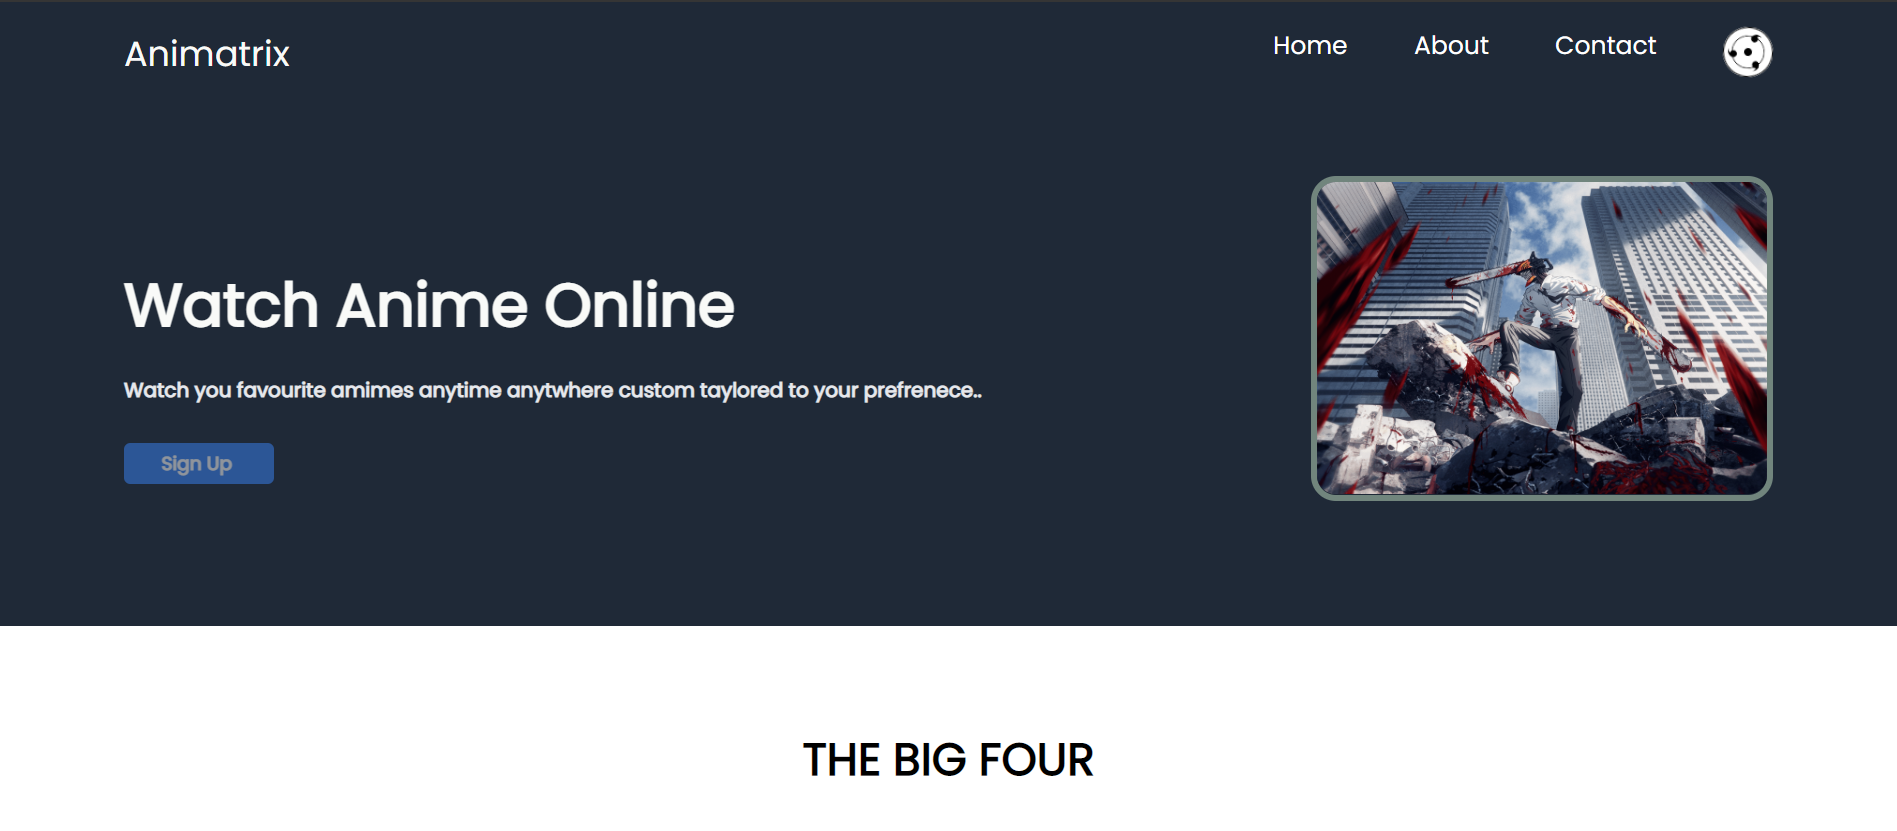 Animatrix
Home About Contact
Watch Anime Online
Watch you favourite amimes anytime anytwhere custom taylored to your prefrenece..
Sign Up
THE BIG FOUR